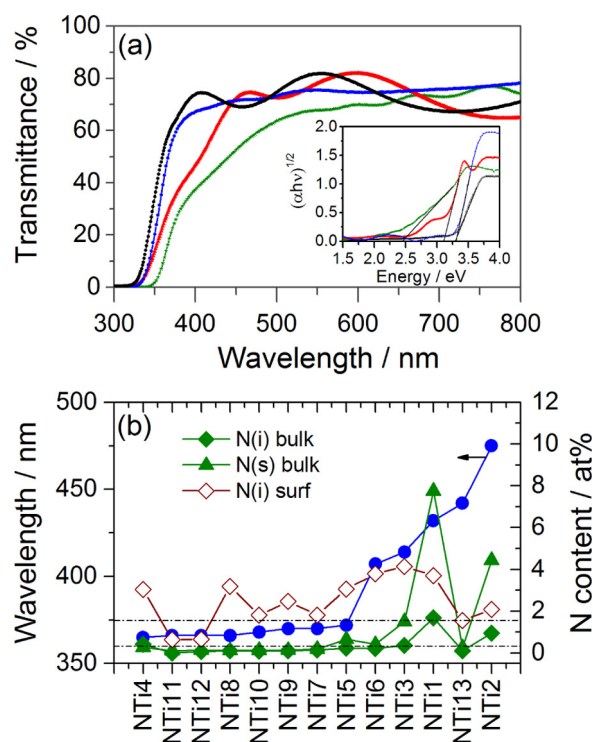 (a)
Transmittance / %
100
80
60
40
20
0
300 400 500 600 700 800
Wavelength / nm
(αhν)^1/2
2.0
1.5
1.0
0.5
0.0
1.5 2.0 2.5 3.0 3.5 4.0
Energy / eV
(b)
Wavelength / nm
500
450
400
350
N(i) bulk
N(s) bulk
N(i) surf
12
10
8
6
4
2
0
N content / at%
NTi4
NTi11
NTi12
NTi8
NTi10
NTi9
NTi7
NTi5
NTi6
NTi3
NTi1
NTi13
NTi2